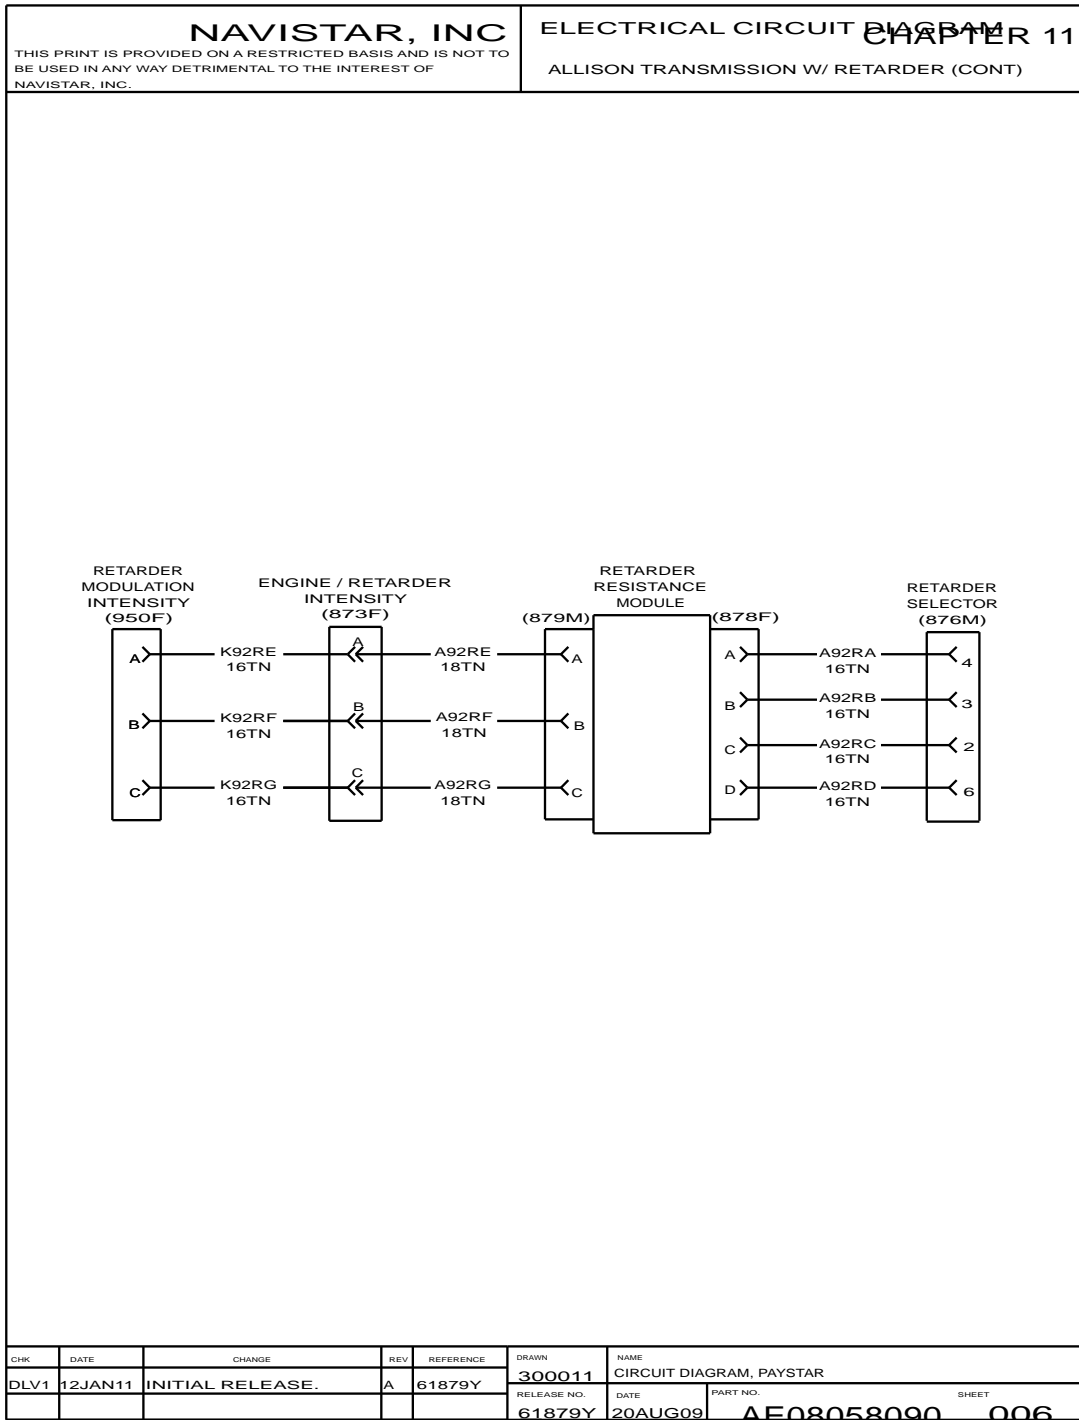 NAVISTAR, INC
THIS PRINT IS PROVIDED ON A RESTRICTED BASIS AND IS NOT TO
BE USED IN ANY WAY DETRIMENTAL TO THE INTEREST OF
NAVISTAR, INC.
ELECTRICAL CIRCUIT DIAGRAM
CHAPTER 11
ALLISON TRANSMISSION W/ RETARDER (CONT)
RETARDER
MODULATION
INTENSITY
(950F)
A
B
C
K92RE
16TN
K92RF
16TN
K92RG
16TN
ENGINE / RETARDER
INTENSITY
(873F)
A
B
C
A92RE
18TN
A92RF
18TN
A92RG
18TN
RETARDER
RESISTANCE
MODULE
(879M)
A
B
C
(878F)
A
B
C
D
A92RA
16TN
A92RB
16TN
A92RC
16TN
A92RD
16TN
RETARDER
SELECTOR
(876M)
4
3
2
6
CHK DATE CHANGE REV REFERENCE
DLV1 12JAN11 INITIAL RELEASE. A 61879Y
DRAWN
300011
NAME
CIRCUIT DIAGRAM, PAYSTAR
RELEASE NO.
61879Y
DATE
20AUG09
PART NO.
AE08058090
SHEET
006